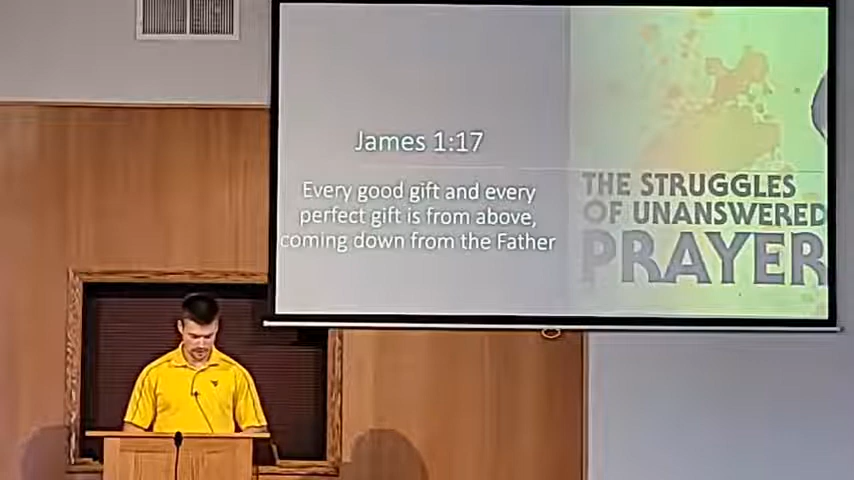 James 1:17
Every good gift and every
perfect gift is from above,
coming down from the Father
THE STRUGGLES
OF UNANSWERED
PRAYER